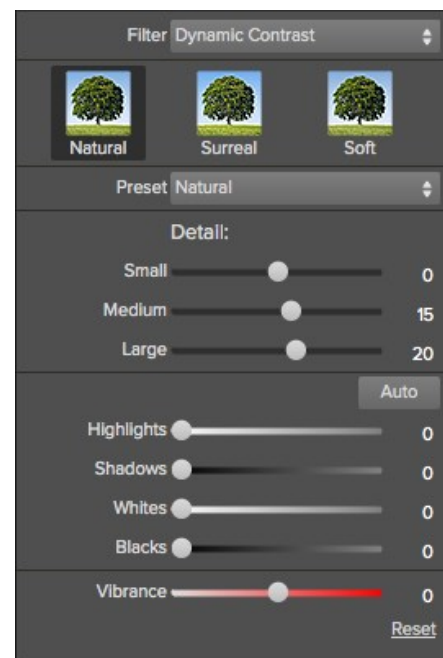 Filter Dynamic Contrast
Natural Surreal Soft
Preset Natural
Detail:
Small 0
Medium 15
Large 20
Auto
Highlights 0
Shadows 0
Whites 0
Blacks 0
Vibrance 0
Reset